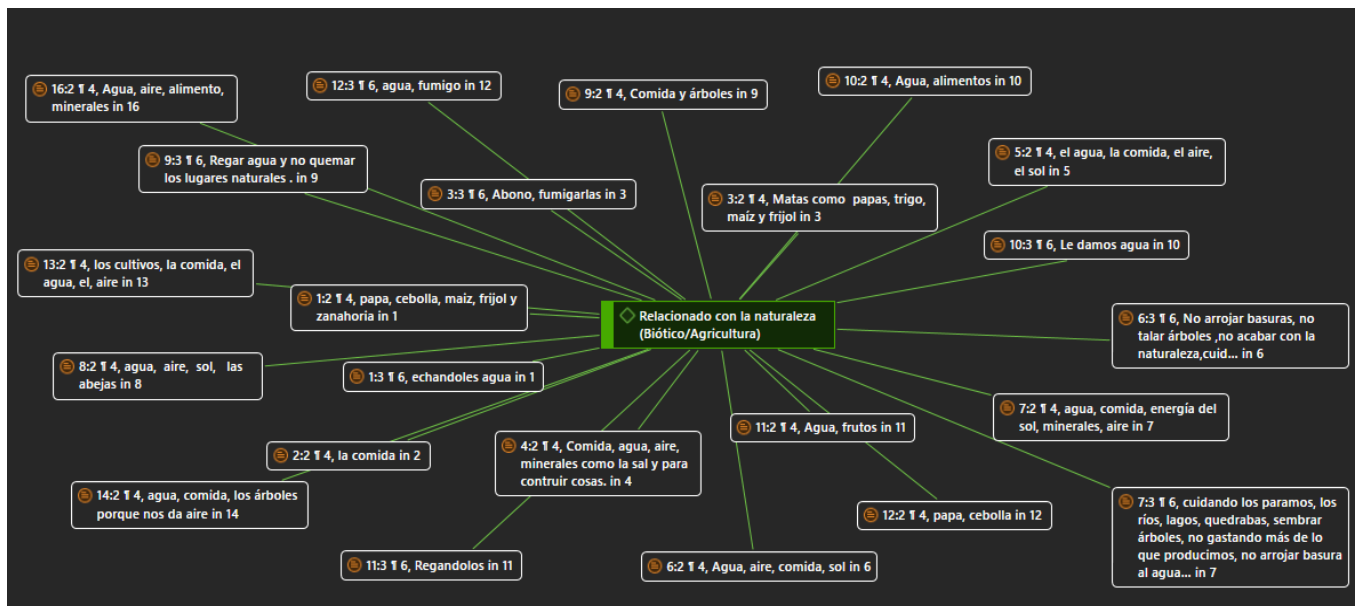 16:2 ¶ 4, Agua, aire, alimento,
minerales in 16
12:3 ¶ 6, agua, fumigo in 12
9:2 ¶ 4, Comida y árboles in 9
10:2 ¶ 4, Agua, alimentos in 10
9:3 ¶ 6, Regar agua y no quemar
los lugares naturales . in 9
3:3 ¶ 6, Abono, fumigarlas in 3
3:2 ¶ 4, Matas como papas, trigo,
maíz y frijol in 3
5:2 ¶ 4, el agua, la comida, el aire,
el sol in 5
10:3 ¶ 6, Le damos agua in 10
13:2 ¶ 4, los cultivos, la comida, el
agua, el, aire in 13
1:2 ¶ 4, papa, cebolla, maiz, frijol y
zanahoria in 1
Relacionado con la naturaleza
(Biótico/Agricultura)
6:3 ¶ 6, No arrojar basuras, no
talar árboles ,no acabar con la
naturaleza,cuid... in 6
8:2 ¶ 4, agua, aire, sol, las
abejas in 8
1:3 ¶ 6, echandoles agua in 1
7:2 ¶ 4, agua, comida, energía del
sol, minerales, aire in 7
2:2 ¶ 4, la comida in 2
4:2 ¶ 4, Comida, agua, aire,
minerales como la sal y para
contruir cosas. in 4
11:2 ¶ 4, Agua, frutos in 11
14:2 ¶ 4, agua, comida, los árboles
porque nos da aire in 14
12:2 ¶ 4, papa, cebolla in 12
7:3 ¶ 6, cuidando los paramos, los
ríos, lagos, quedrabas, sembrar
árboles, no gastando más de lo
que producimos, no arrojar basura
al agua... in 7
11:3 ¶ 6, Regandolos in 11
6:2 ¶ 4, Agua, aire, comida, sol in 6